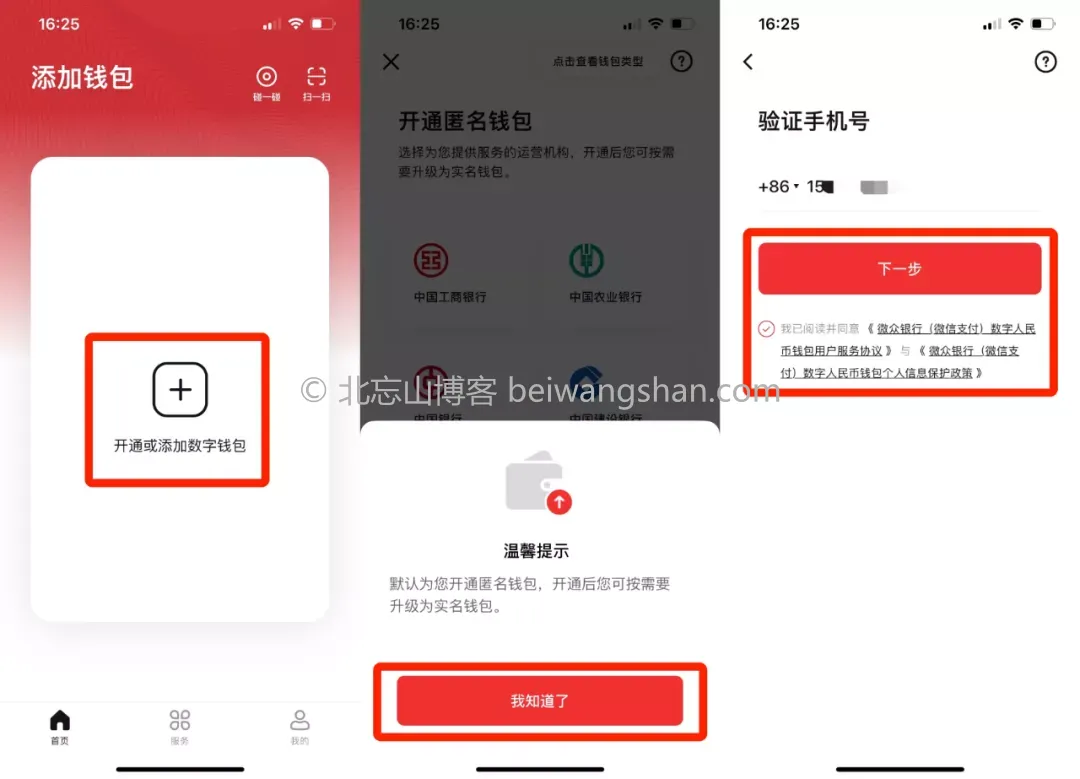 16:25
添加钱包
碰一碰
扫一扫
开通或添加数字钱包
首页
服务
我的
16:25
点击查看钱包类型
开通匿名钱包
选择为您提供服务的运营机构，开通后您可按需
要升级为实名钱包。
中国工商银行
中国农业银行
中国银行
中国建设银行
温馨提示
默认为您开通匿名钱包，开通后您可按需要
升级为实名钱包。
我知道了
16:25
验证手机号
+86 15
下一步
我已阅读并同意《微众银行（微信支付）数字人民
币钱包用户服务协议》与《微众银行（微信支
付）数字人民币钱包个人信息保护政策》
© 北忘山博客 beiwangshan.com